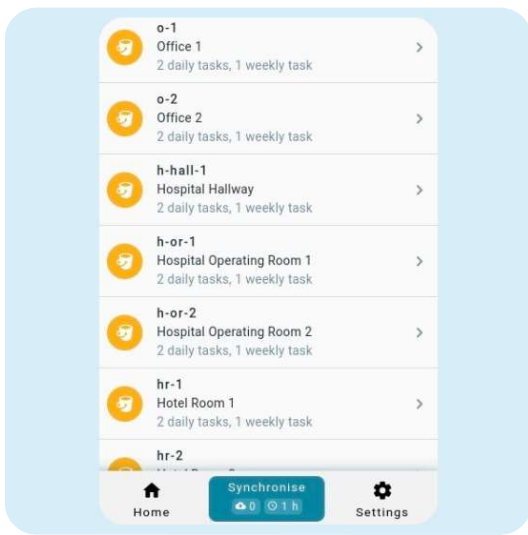 o-1
Office 1
2 daily tasks, 1 weekly task
o-2
Office 2
2 daily tasks, 1 weekly task
h-hall-1
Hospital Hallway
2 daily tasks, 1 weekly task
h-or-1
Hospital Operating Room 1
2 daily tasks, 1 weekly task
h-or-2
Hospital Operating Room 2
2 daily tasks, 1 weekly task
hr-1
Hotel Room 1
2 daily tasks, 1 weekly task
hr-2
Home
Synchronise
0 1 h
Settings